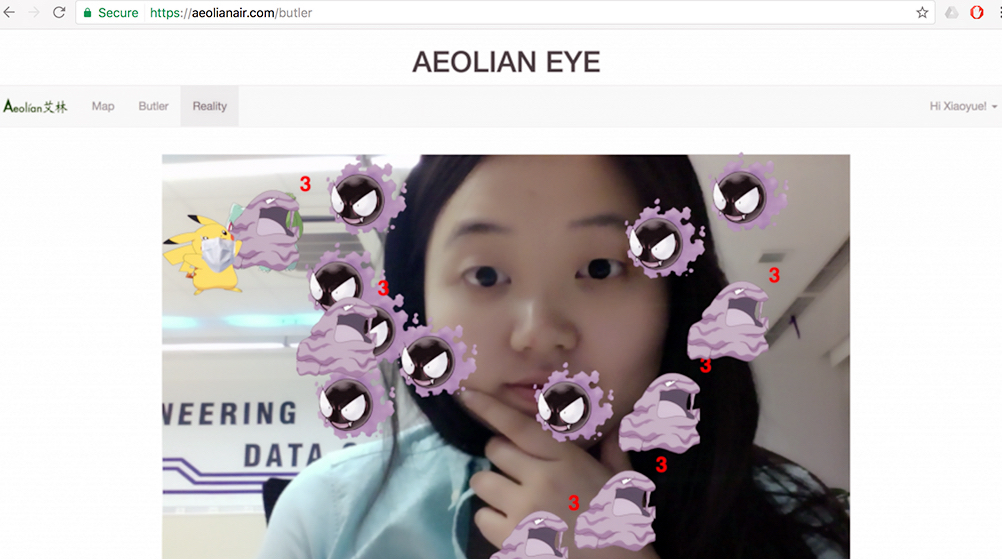 Secure https://aeolianair.com/butler
AEOLIAN EYE
Aeolian艾林 Map Butler Reality Hi Xiaoyue!
3
3
3
3
3
3
NEERING
DATA